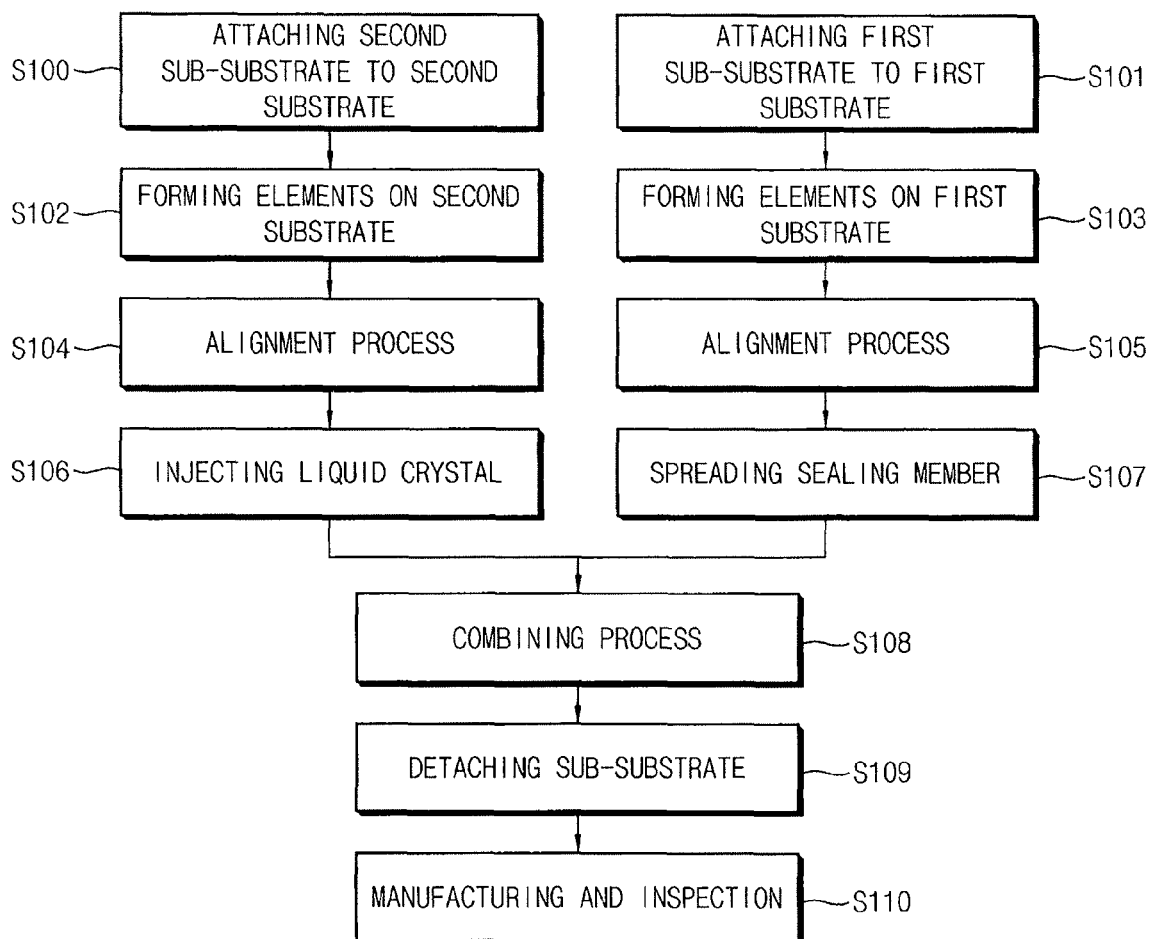 S100
ATTACHING SECOND
SUB-SUBSTRATE TO SECOND
SUBSTRATE
ATTACHING FIRST
SUB-SUBSTRATE TO FIRST
SUBSTRATE
S101
S102
FORMING ELEMENTS ON SECOND
SUBSTRATE
FORMING ELEMENTS ON FIRST
SUBSTRATE
S103
S104
ALIGNMENT PROCESS
ALIGNMENT PROCESS
S105
S106
INJECTING LIQUID CRYSTAL
SPREADING SEALING MEMBER
S107
COMBINING PROCESS
S108
DETACHING SUB-SUBSTRATE
S109
MANUFACTURING AND INSPECTION
S110